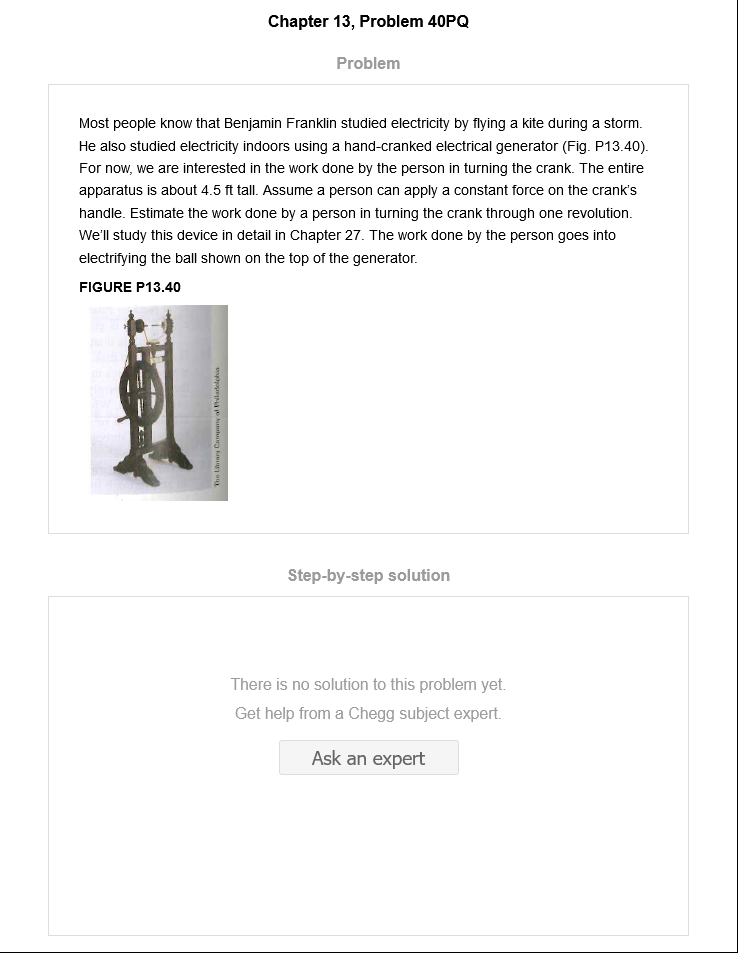 Chapter 13, Problem 40PQ
Problem
Most people know that Benjamin Franklin studied electricity by flying a kite during a storm.
He also studied electricity indoors using a hand-cranked electrical generator (Fig. P13.40).
For now, we are interested in the work done by the person in turning the crank. The entire
apparatus is about 4.5 ft tall. Assume a person can apply a constant force on the crank's
handle. Estimate the work done by a person in turning the crank through one revolution.
We'll study this device in detail in Chapter 27. The work done by the person goes into
electrifying the ball shown on the top of the generator.
FIGURE P13.40
The Library Company of Philadelphia
Step-by-step solution
There is no solution to this problem yet.
Get help from a Chegg subject expert.
Ask an expert